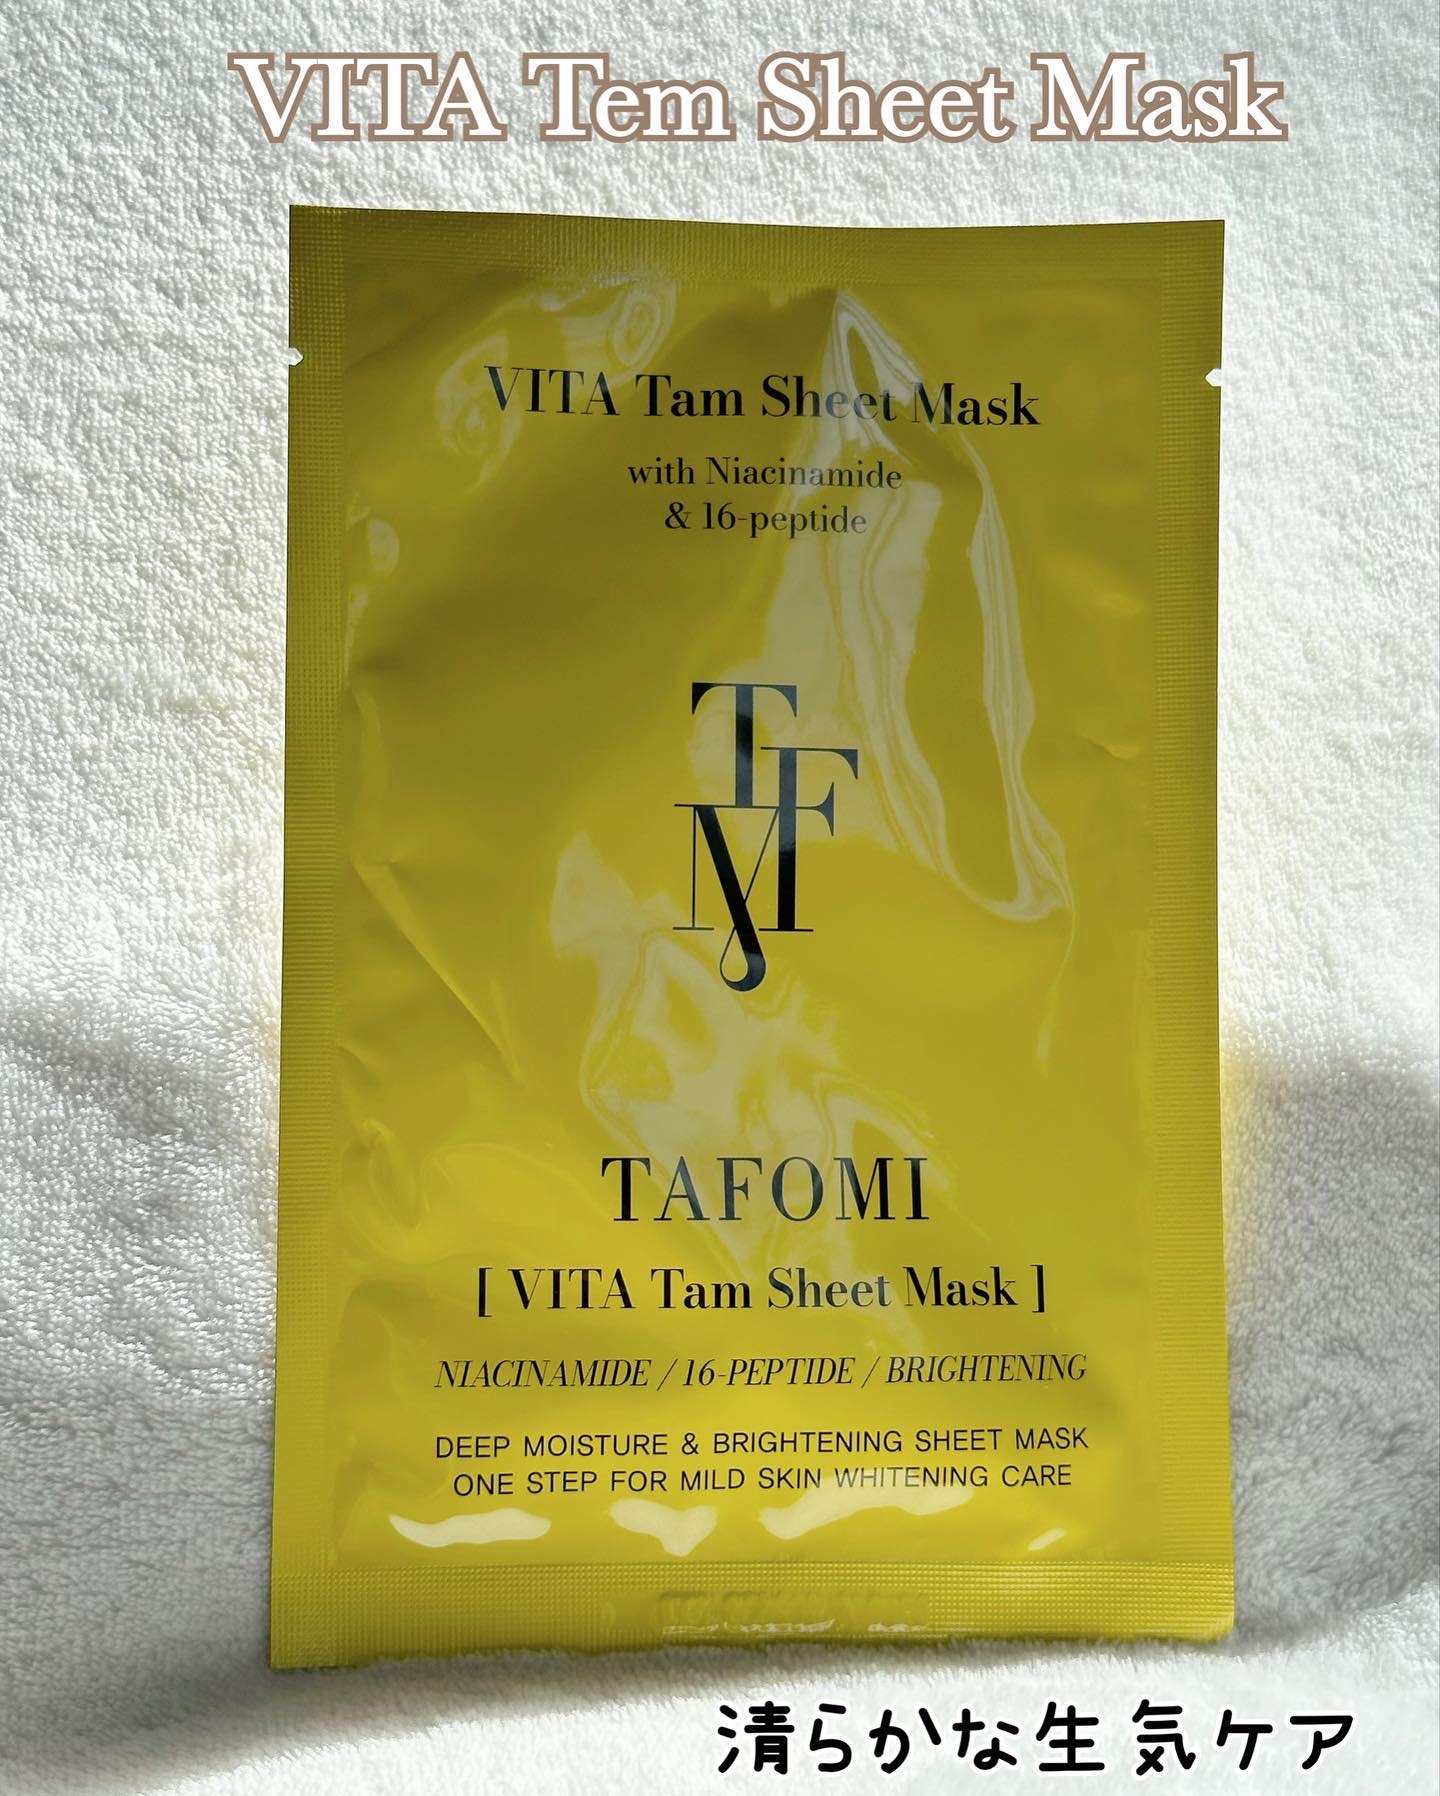 VITA Tem Sheet Mask
VITA Tam Sheet Mask
with Niacinamide
& 16-peptide
TFM
TAFOMI
[ VITA Tam Sheet Mask ]
NIACINAMIDE / 16-PEPTIDE / BRIGHTENING
DEEP MOISTURE & BRIGHTENING SHEET MASK
ONE STEP FOR MILD SKIN WHITENING CARE
清らかな生気ケア